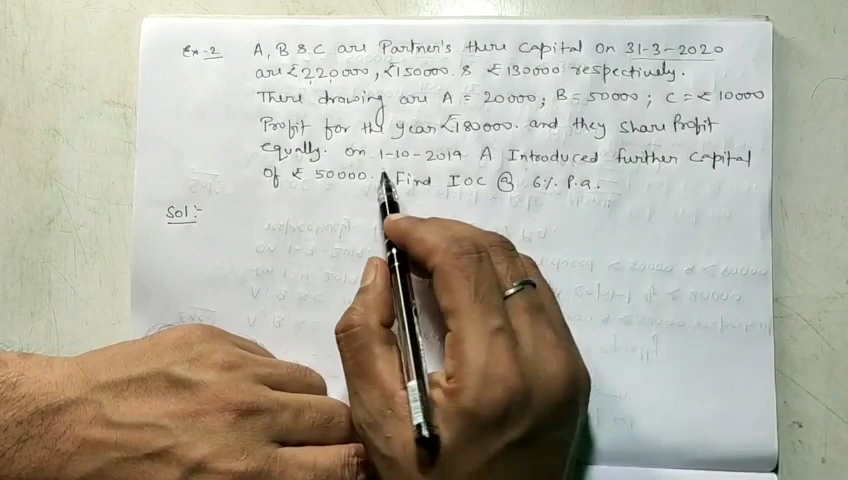 Ex-2 A, B & C are Partner's there capital on 31-3-2020
are ₹220000, ₹150000. & ₹130000 respectively.
There drawing are A = 20000; B = 50000; C = ₹10000
Profit for the year ₹180000. and they share Profit
equally. on 1-10-2019 A Introduced further capital
of ₹ 50000. Find IOC @ 6% P.a.
Sol:-